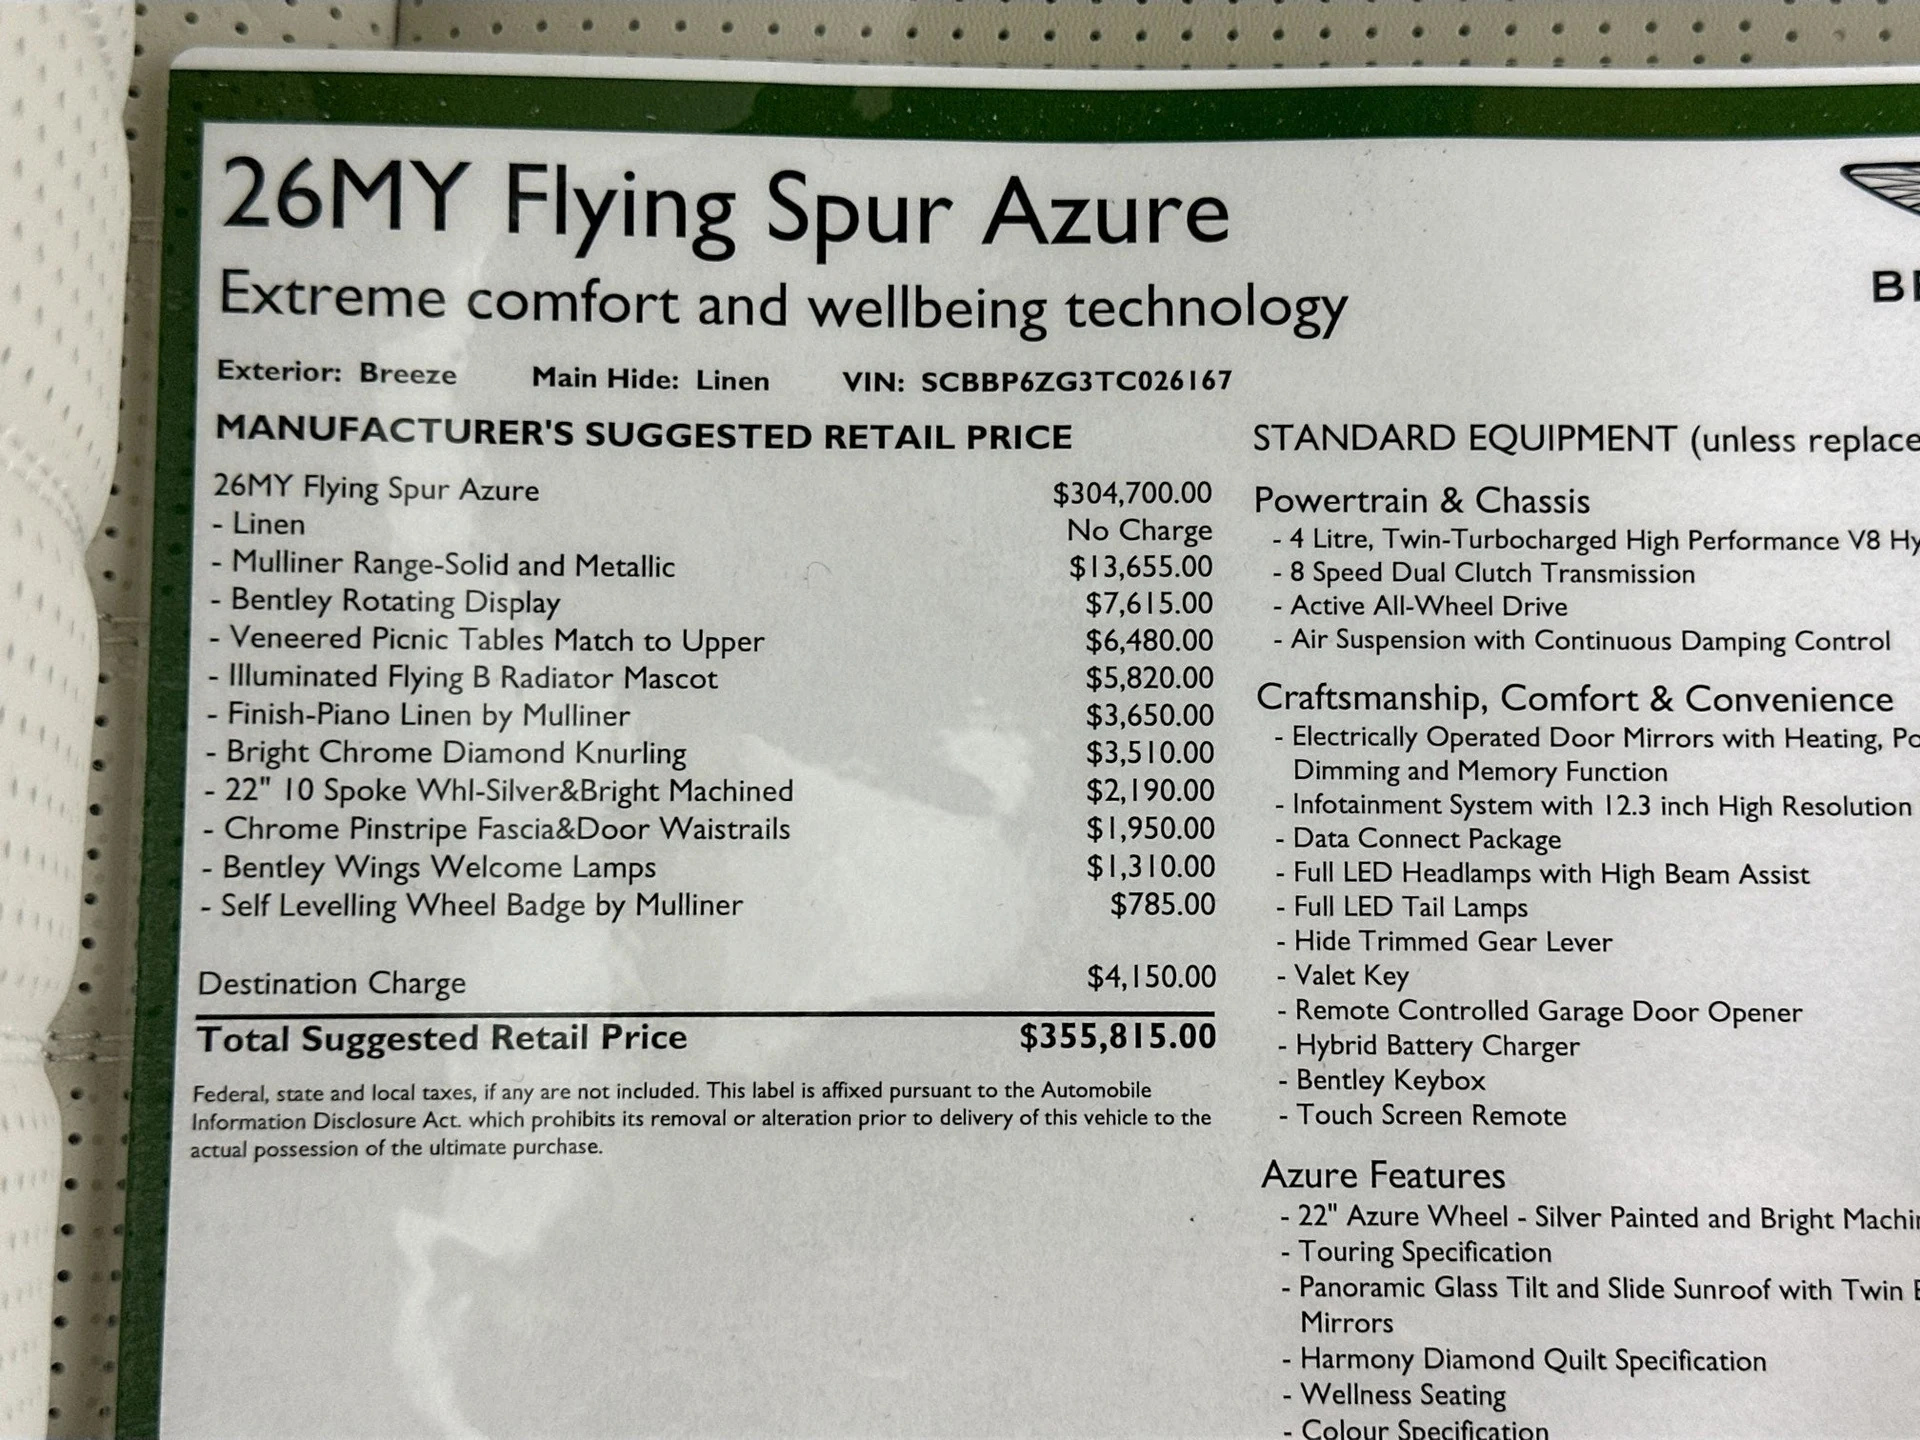 26MY Flying Spur Azure
Extreme comfort and wellbeing technology
Exterior: Breeze Main Hide: Linen VIN: SCBBP6ZG3TC026167
MANUFACTURER'S SUGGESTED RETAIL PRICE
26MY Flying Spur Azure $304,700.00
- Linen No Charge
- Mulliner Range-Solid and Metallic $13,655.00
- Bentley Rotating Display $7,615.00
- Veneered Picnic Tables Match to Upper $6,480.00
- Illuminated Flying B Radiator Mascot $5,820.00
- Finish-Piano Linen by Mulliner $3,650.00
- Bright Chrome Diamond Knurling $3,510.00
- 22" 10 Spoke Whl-Silver&Bright Machined $2,190.00
- Chrome Pinstripe Fascia&Door Waistrails $1,950.00
- Bentley Wings Welcome Lamps $1,310.00
- Self Levelling Wheel Badge by Mulliner $785.00
Destination Charge $4,150.00
Total Suggested Retail Price $355,815.00
Federal, state and local taxes, if any are not included. This label is affixed pursuant to the Automobile
Information Disclosure Act. which prohibits its removal or alteration prior to delivery of this vehicle to the
actual possession of the ultimate purchase.
STANDARD EQUIPMENT (unless
Powertrain & Chassis
- 4 Litre, Twin-Turbocharged High Performance V8
- 8 Speed Dual Clutch Transmission
- Active All-Wheel Drive
- Air Suspension with Continuous Damping Control
Craftsmanship, Comfort & Convenience
- Electrically Operated Door Mirrors with Heating,
Dimming and Memory Function
- Infotainment System with 12.3 inch High Resolution
- Data Connect Package
- Full LED Headlamps with High Beam Assist
- Full LED Tail Lamps
- Hide Trimmed Gear Lever
- Valet Key
- Remote Controlled Garage Door Opener
- Hybrid Battery Charger
- Bentley Keybox
- Touch Screen Remote
Azure Features
- 22" Azure Wheel - Silver Painted and Bright
- Touring Specification
- Panoramic Glass Tilt and Slide Sunroof with Twin
Mirrors
- Harmony Diamond Quilt Specification
- Wellness Seating
- Colour Specification